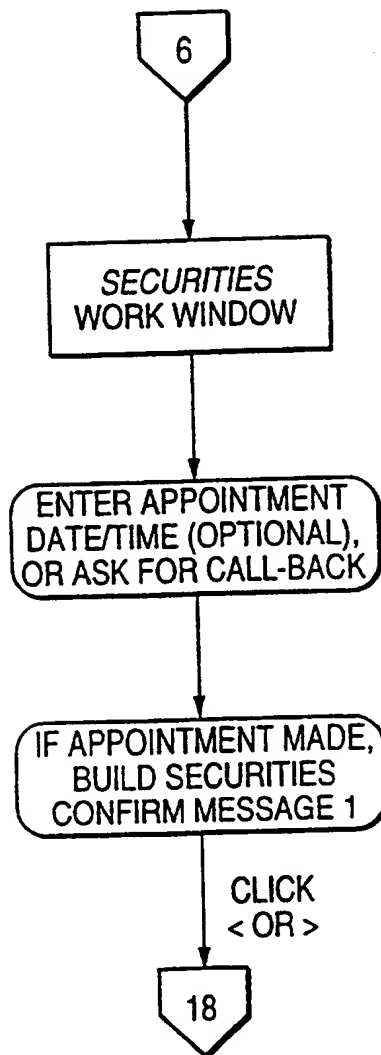 6
SECURITIES
WORK WINDOW
ENTER APPOINTMENT
DATE/TIME (OPTIONAL),
OR ASK FOR CALL-BACK
IF APPOINTMENT MADE,
BUILD SECURITIES
CONFIRM MESSAGE 1
CLICK
< OR >
18